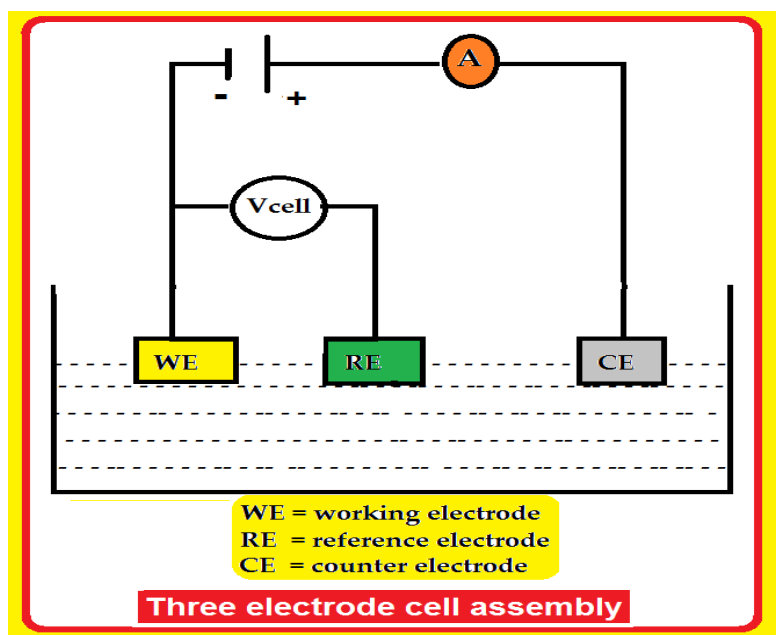 A
- +
Vcell
WE RE CE
WE = working electrode
RE = reference electrode
CE = counter electrode
Three electrode cell assembly